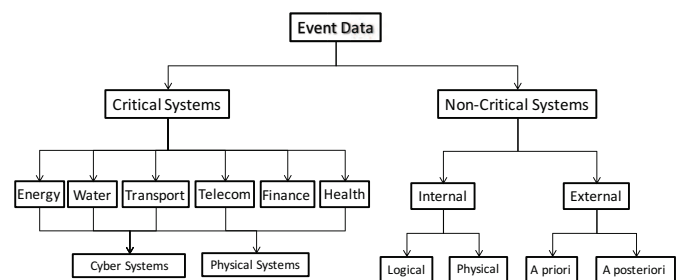 Event Data
Critical Systems
Non-Critical Systems
Energy
Water
Transport
Telecom
Finance
Health
Internal
External
Cyber Systems
Physical Systems
Logical
Physical
A priori
A posteriori